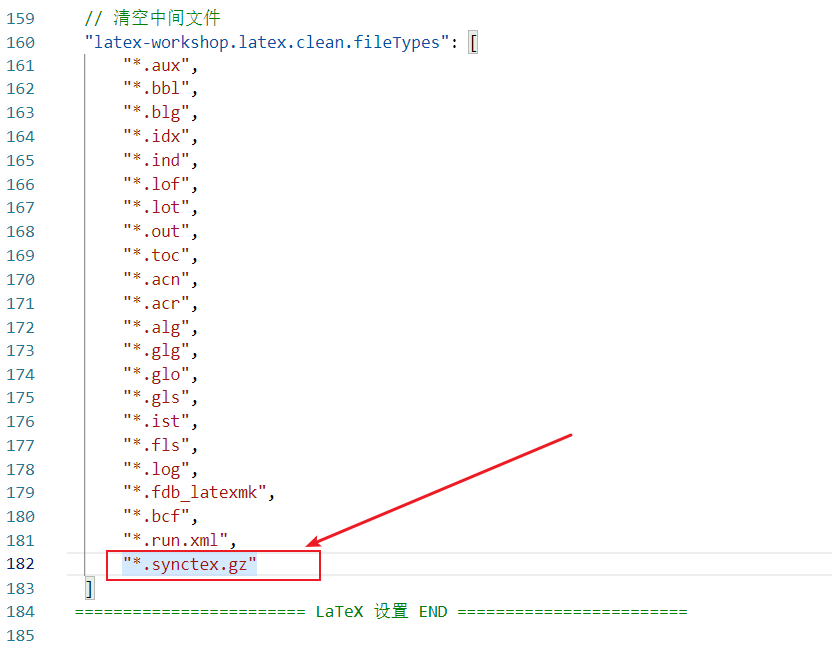 159 // 清空中间文件
160 "latex-workshop.latex.clean.fileTypes": [
161 "*.aux",
162 "*.bbl",
163 "*.blg",
164 "*.idx",
165 "*.ind",
166 "*.lof",
167 "*.lot",
168 "*.out",
169 "*.toc",
170 "*.acn",
171 "*.acr",
172 "*.alg",
173 "*.glg",
174 "*.glo",
175 "*.gls",
176 "*.ist",
177 "*.fls",
178 "*.log",
179 "*.fdb_latexmk",
180 "*.bcf",
181 "*.run.xml",
182 "*.synctex.gz"
183 ]
184 ======================== LaTeX 设置 END ========================
185